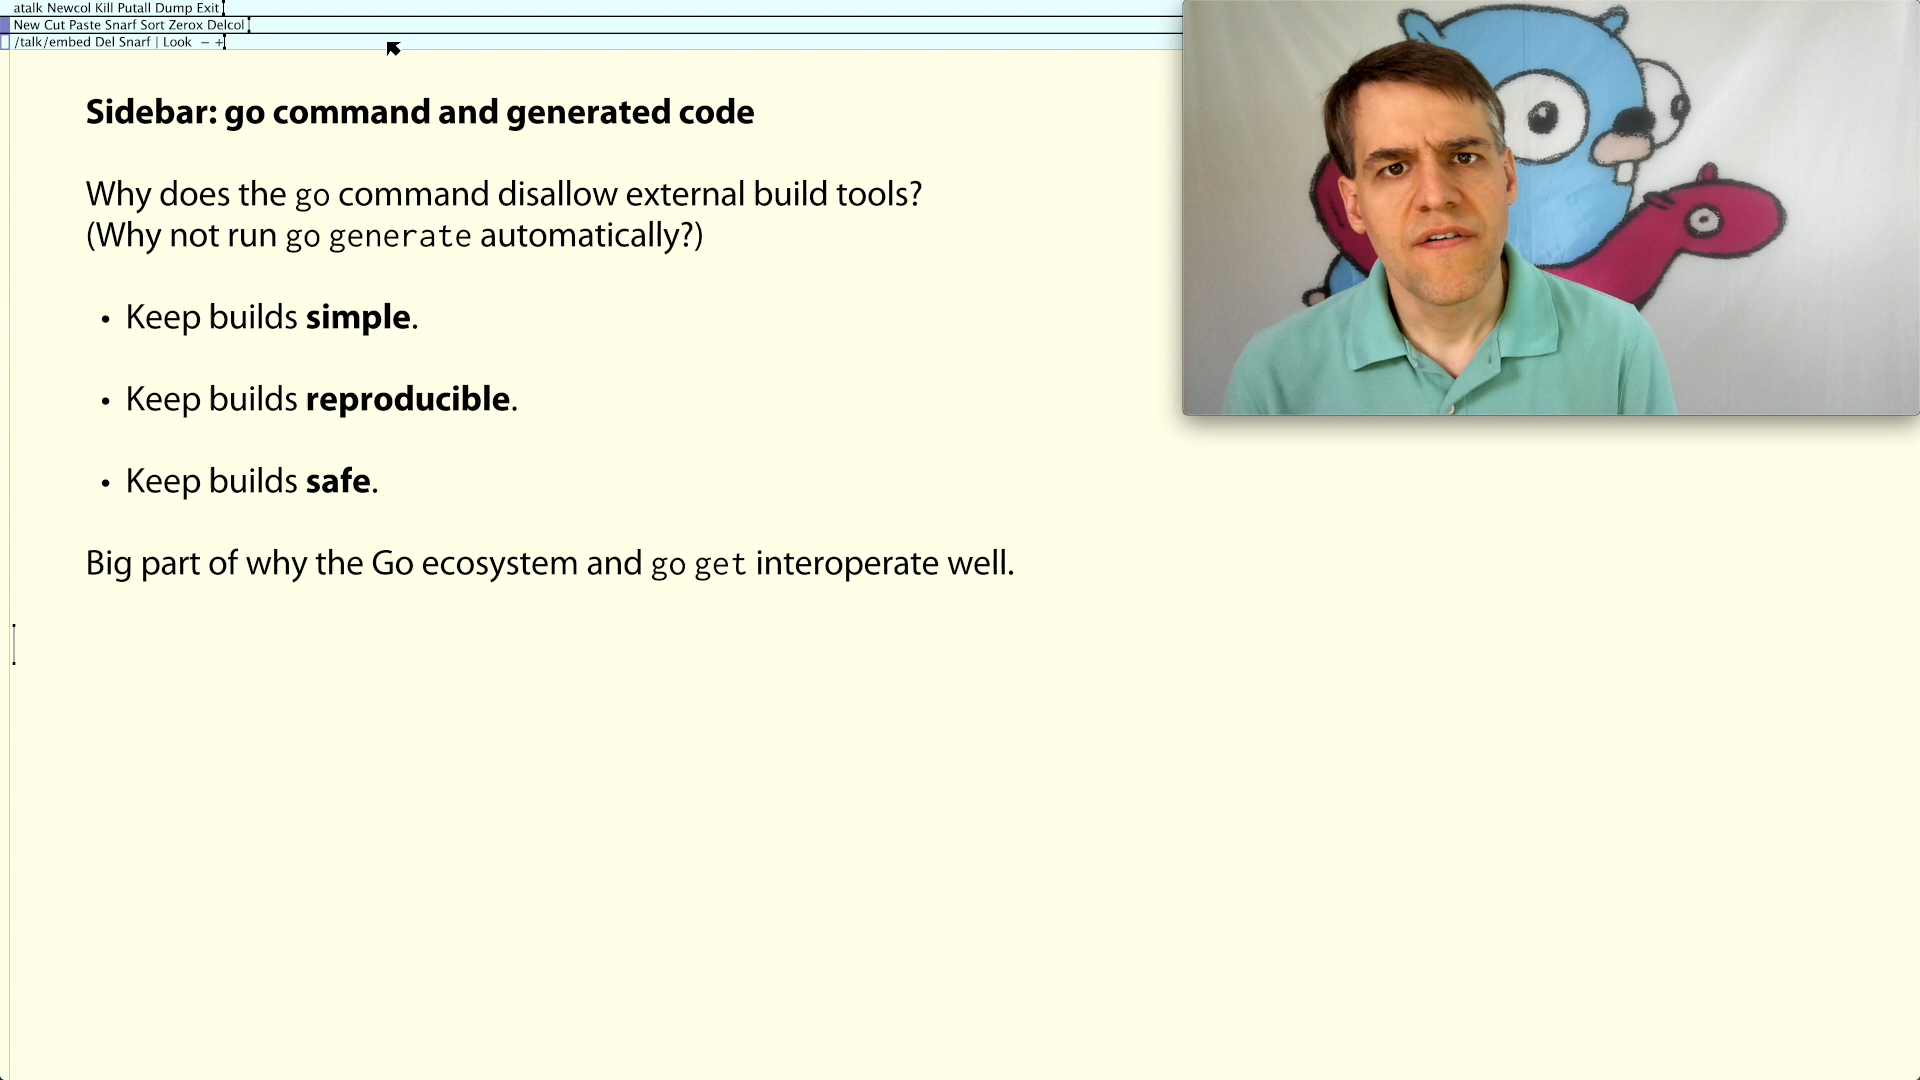 atalk Newcol Kill Putall Dump Exit
New Cut Paste Snarf Sort Zerox Delcol
/talk/embed Del Snarf | Look  − +
Sidebar: go command and generated code
Why does the go command disallow external build tools?
(Why not run go generate automatically?)
• Keep builds simple.
• Keep builds reproducible.
• Keep builds safe.
Big part of why the Go ecosystem and go get interoperate well.